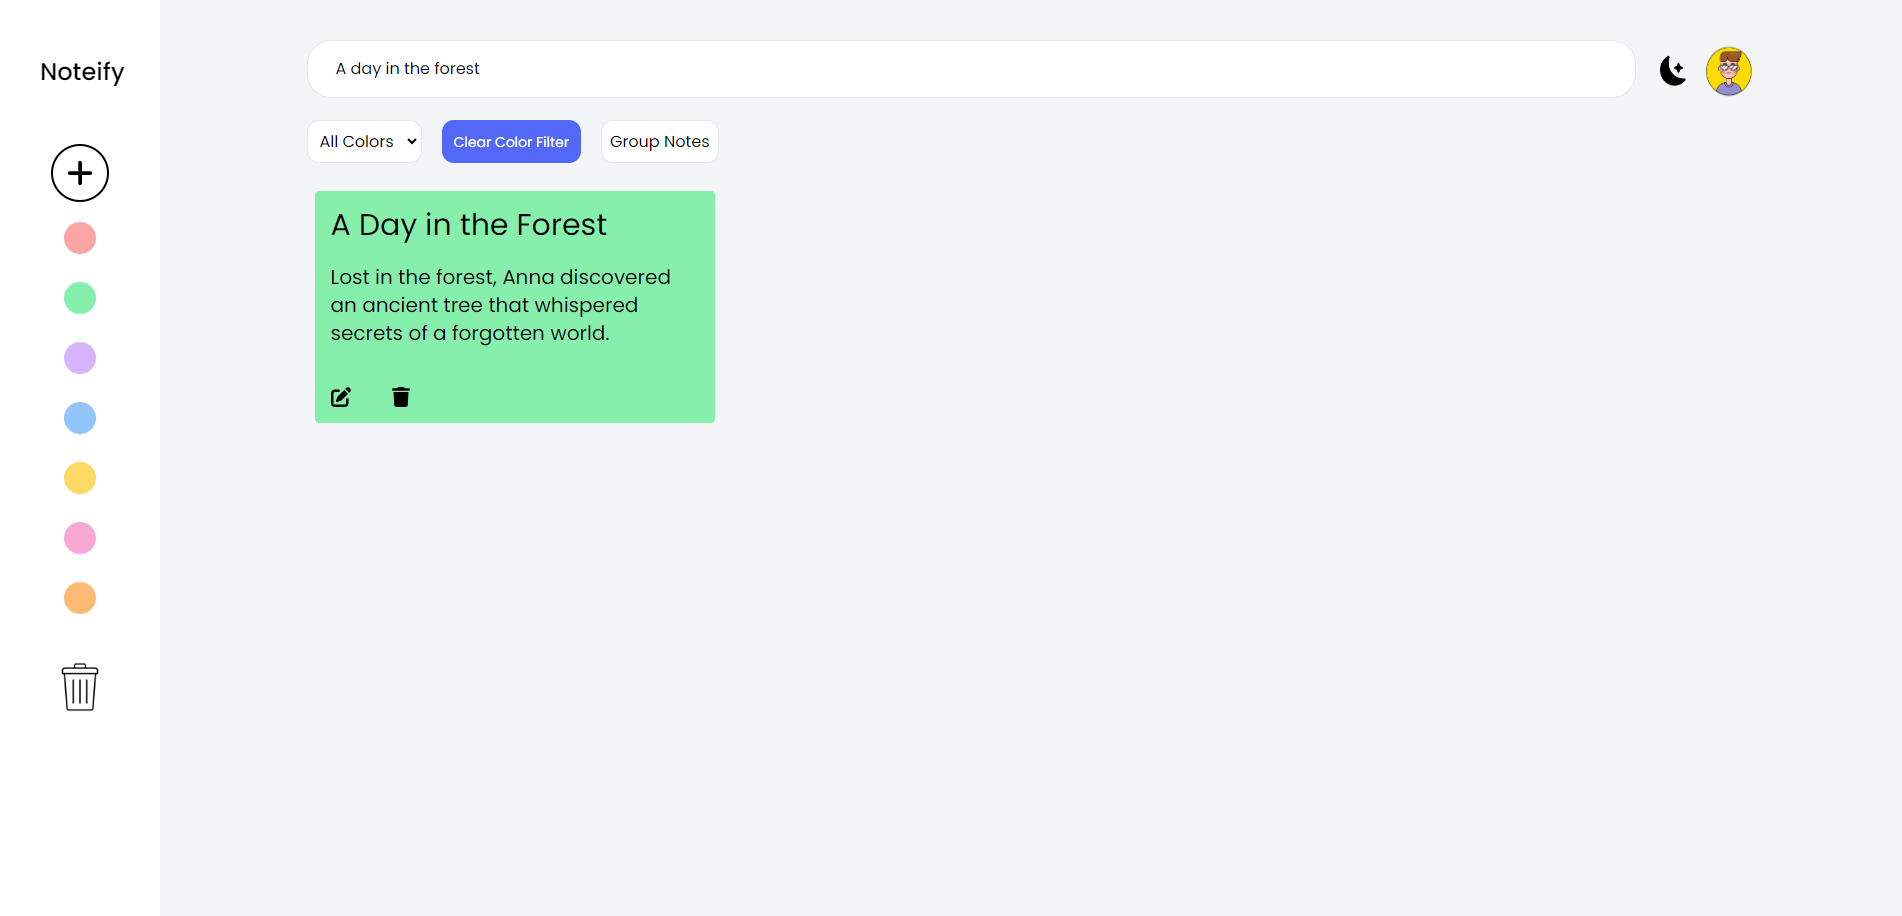 Noteify
A day in the forest
All Colors
Clear Color Filter
Group Notes
A Day in the Forest
Lost in the forest, Anna discovered
an ancient tree that whispered
secrets of a forgotten world.